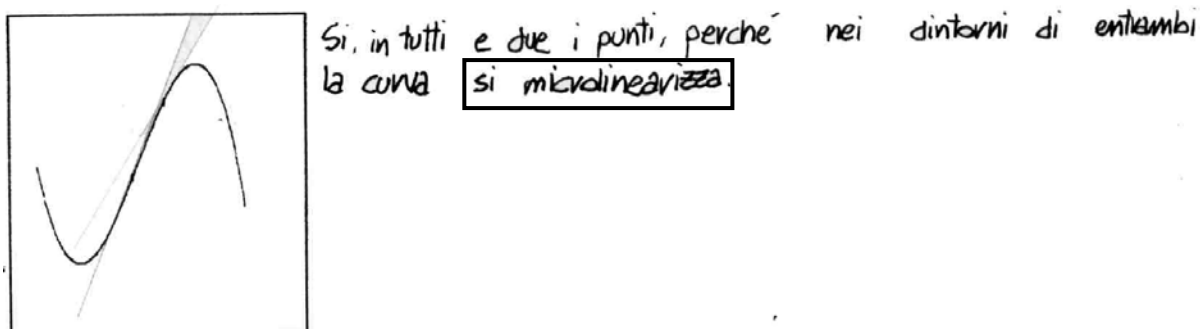 Si, in tutti e due i punti, perché nei dintorni di entrambi
la curva si microlinearizza.